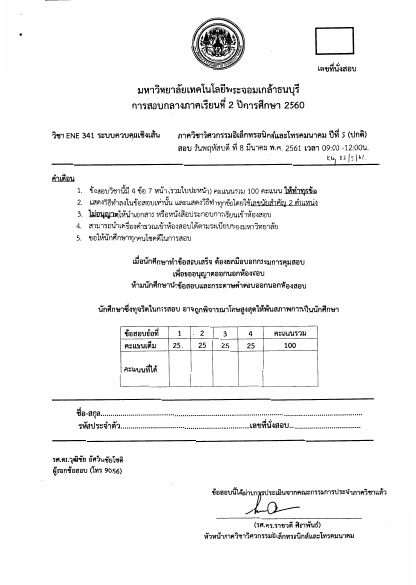 เลขที่นั่งสอบ
มหาวิทยาลัยเทคโนโลยีพระจอมเกล้าธนบุรี
การสอบกลางภาคเรียนที่ 2 ปีการศึกษา 2560
วิชา ENE 341 ระบบควบคุมเชิงเส้น ภาควิชาวิศวกรรมอิเล็กทรอนิกส์และโทรคมนาคม ปีที่ 3 (ปกติ)
สอบ วันพฤหัสบดี ที่ 8 มีนาคม พ.ศ. 2561 เวลา 09:00 -12:00น.
คำเตือน
1. ข้อสอบวิชานี้มี 4 ข้อ 7 หน้า (รวมใบปะหน้า) คะแนนรวม 100 คะแนน ให้ทำทุกข้อ
2. แสดงวิธีทำลงในข้อสอบเท่านั้น และแสดงวิธีทำทุกข้อโดยใช้เลขนัยสำคัญ 2 ตำแหน่ง
3. ไม่อนุญาตให้นำเอกสาร หรือหนังสือประกอบการเรียนเข้าห้องสอบ
4. สามารถนำเครื่องคำนวณเข้าห้องสอบได้ตามระเบียบของมหาวิทยาลัย
5. ขอให้นักศึกษาทุกคนโชคดีในการสอบ
เมื่อนักศึกษาทำข้อสอบเสร็จ ต้องยกมือบอกกรรมการคุมสอบ
เพื่อขออนุญาตออกนอกห้องสอบ
ห้ามนักศึกษานำข้อสอบและกระดาษคำตอบออกนอกห้องสอบ
นักศึกษาซึ่งทุจริตในการสอบ อาจถูกพิจารณาโทษสูงสุดให้พ้นสภาพการเป็นนักศึกษา
ข้อสอบข้อที่ 1 2 3 4 คะแนนรวม
คะแนนเต็ม 25 25 25 25 100
คะแนนที่ได้
ชื่อ-สกุล
รหัสประจำตัว เลขที่นั่งสอบ
รศ.ดร.วุฒิชัย อัศวินชัยโชติ
ผู้ออกข้อสอบ (โทร 9056)
ข้อสอบนี้ได้ผ่านการประเมินจากคณะกรรมการประจำภาควิชาแล้ว
(รศ.ดร.ราชวดี ศิลาพันธ์)
หัวหน้าภาควิชาวิศวกรรมอิเล็กทรอนิกส์และโทรคมนาคม